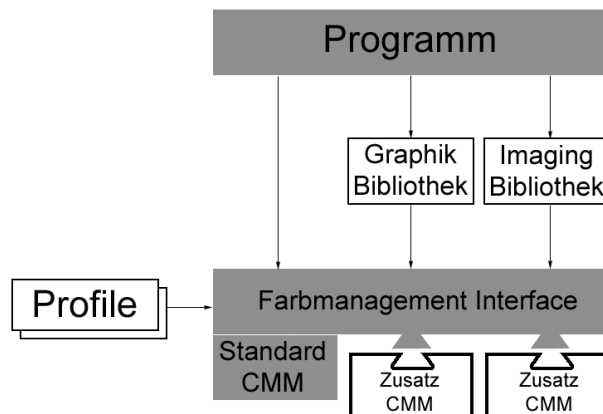 Programm
Graphik
Bibliothek
Imaging
Bibliothek
Profile
Farbmanagement Interface
Standard
CMM
Zusatz
CMM
Zusatz
CMM